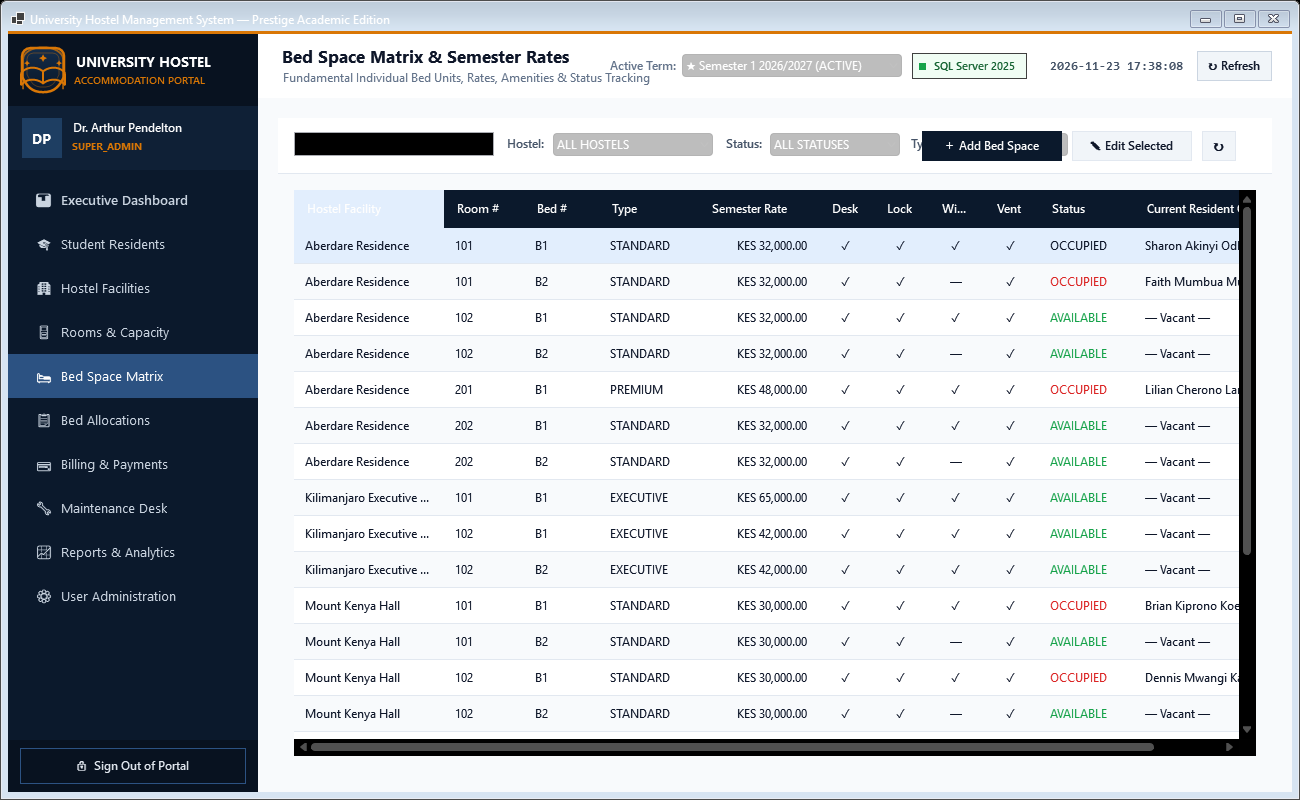 University Hostel Management System — Prestige Academic Edition
UNIVERSITY HOSTEL
ACCOMMODATION PORTAL
DP
Dr. Arthur Pendelton
SUPER_ADMIN
Executive Dashboard
Student Residents
Hostel Facilities
Rooms & Capacity
Bed Space Matrix
Bed Allocations
Billing & Payments
Maintenance Desk
Reports & Analytics
User Administration
Sign Out of Portal
Bed Space Matrix & Semester Rates
Fundamental Individual Bed Units, Rates, Amenities & Status Tracking
Active Term: ★ Semester 1 2026/2027 (ACTIVE)
SQL Server 2025
2026-11-23 17:38:08
↻ Refresh
Hostel: ALL HOSTELS Status: ALL STATUSES Ty
+ Add Bed Space
Edit Selected
↻
Hostel Facility Room # Bed # Type Semester Rate Desk Lock Wi... Vent Status Current Resident
Aberdare Residence 101 B1 STANDARD KES 32,000.00 ✓ ✓ ✓ ✓ OCCUPIED Sharon Akinyi Od
Aberdare Residence 101 B2 STANDARD KES 32,000.00 ✓ ✓ — ✓ OCCUPIED Faith Mumbua Mu
Aberdare Residence 102 B1 STANDARD KES 32,000.00 ✓ ✓ ✓ ✓ AVAILABLE — Vacant —
Aberdare Residence 102 B2 STANDARD KES 32,000.00 ✓ ✓ — ✓ AVAILABLE — Vacant —
Aberdare Residence 201 B1 PREMIUM KES 48,000.00 ✓ ✓ ✓ ✓ OCCUPIED Lilian Cherono Lan
Aberdare Residence 202 B1 STANDARD KES 32,000.00 ✓ ✓ ✓ ✓ AVAILABLE — Vacant —
Aberdare Residence 202 B2 STANDARD KES 32,000.00 ✓ ✓ — ✓ AVAILABLE — Vacant —
Kilimanjaro Executive ... 101 B1 EXECUTIVE KES 65,000.00 ✓ ✓ ✓ ✓ AVAILABLE — Vacant —
Kilimanjaro Executive ... 102 B1 EXECUTIVE KES 42,000.00 ✓ ✓ ✓ ✓ AVAILABLE — Vacant —
Kilimanjaro Executive ... 102 B2 EXECUTIVE KES 42,000.00 ✓ ✓ ✓ ✓ AVAILABLE — Vacant —
Mount Kenya Hall 101 B1 STANDARD KES 30,000.00 ✓ ✓ ✓ ✓ OCCUPIED Brian Kiprono Koe
Mount Kenya Hall 101 B2 STANDARD KES 30,000.00 ✓ ✓ — ✓ AVAILABLE — Vacant —
Mount Kenya Hall 102 B1 STANDARD KES 30,000.00 ✓ ✓ ✓ ✓ OCCUPIED Dennis Mwangi Ka
Mount Kenya Hall 102 B2 STANDARD KES 30,000.00 ✓ ✓ — ✓ AVAILABLE — Vacant —